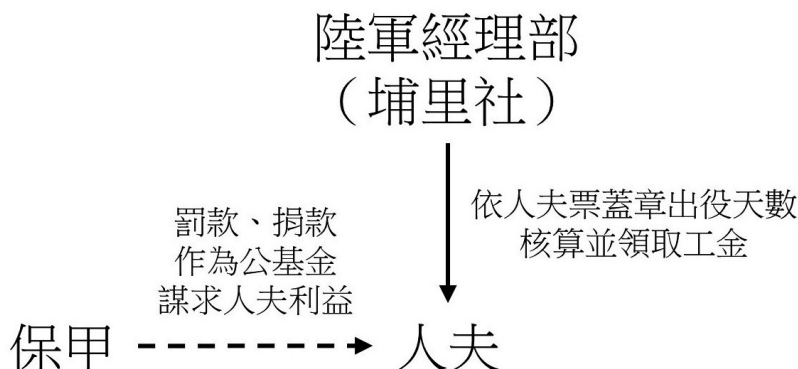 陸軍經理部
（埔里社）
依人夫票蓋章出役天數
核算並領取工金
罰款、捐款
作為公基金
謀求人夫利益
保甲
人夫